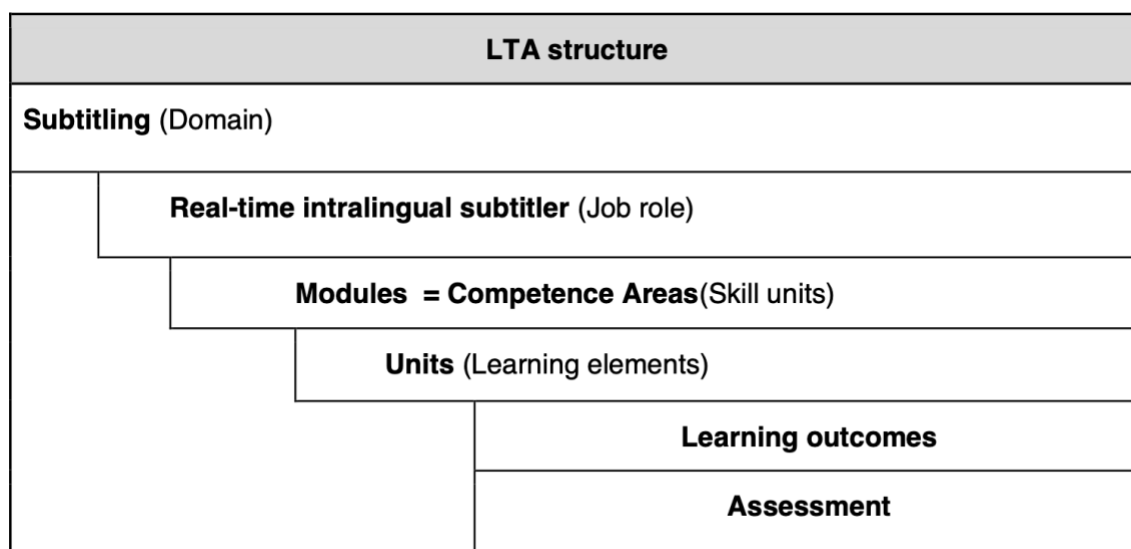 LTA structure
Subtitling (Domain)
Real-time intralingual subtitler (Job role)
Modules = Competence Areas(Skill units)
Units (Learning elements)
Learning outcomes
Assessment